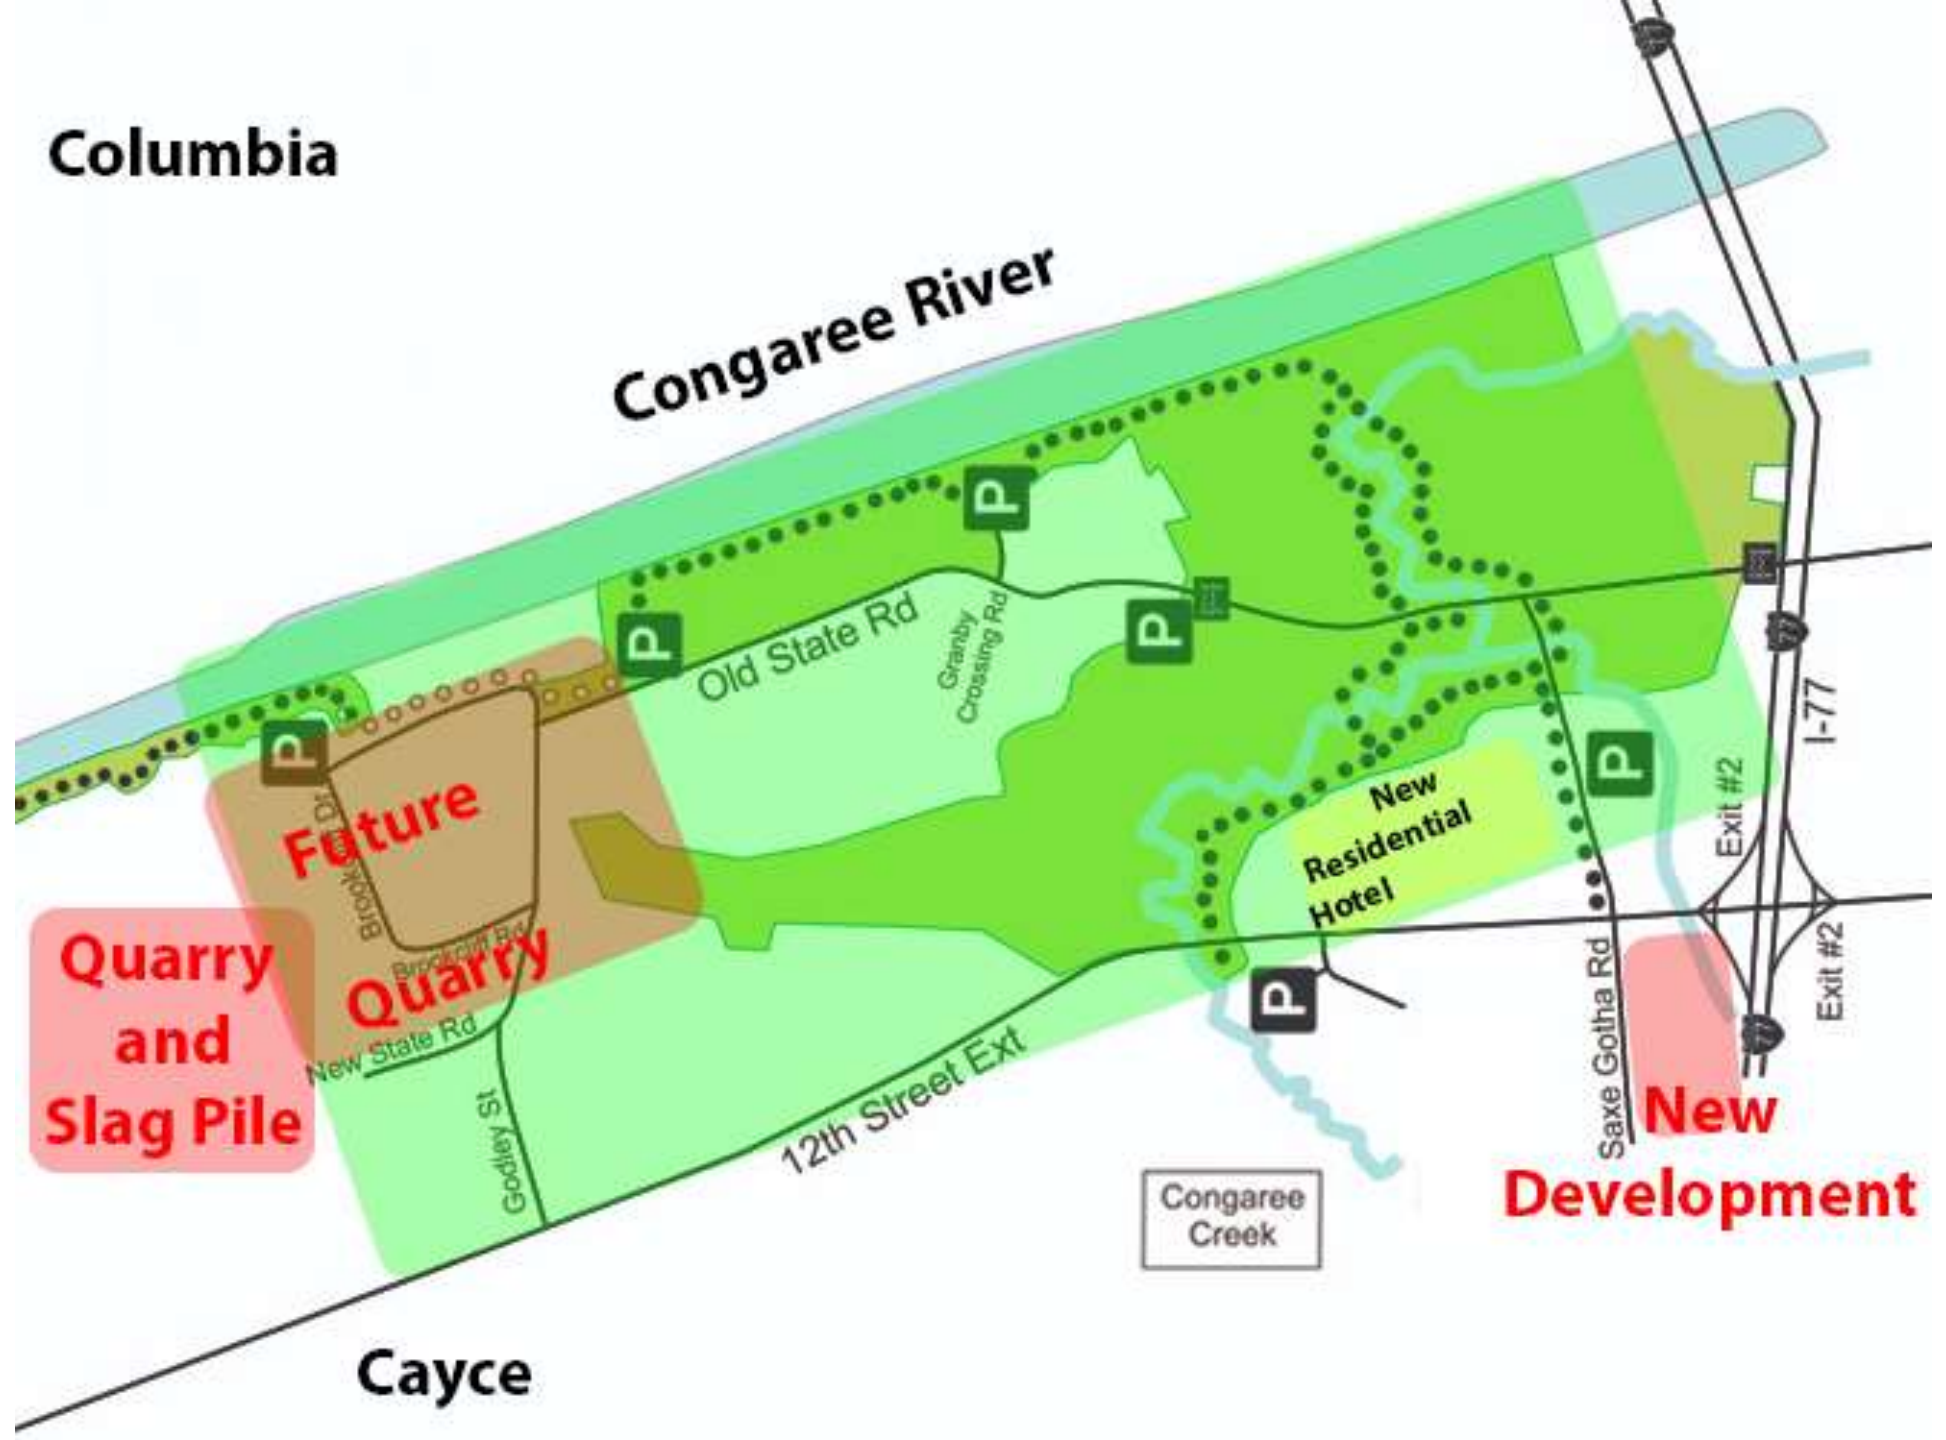 Columbia
Congaree River
P
P
P
P
P
P
Old State Rd
Granby
Crossing Rd
I-77
Exit #2
Exit #2
Future
Quarry
Brookcliff Rd
New State Rd
Godley St
Quarry
and
Slag Pile
New
Residential
Hotel
12th Street Ext
Saxe Gotha Rd
New
Development
Congaree
Creek
Cayce